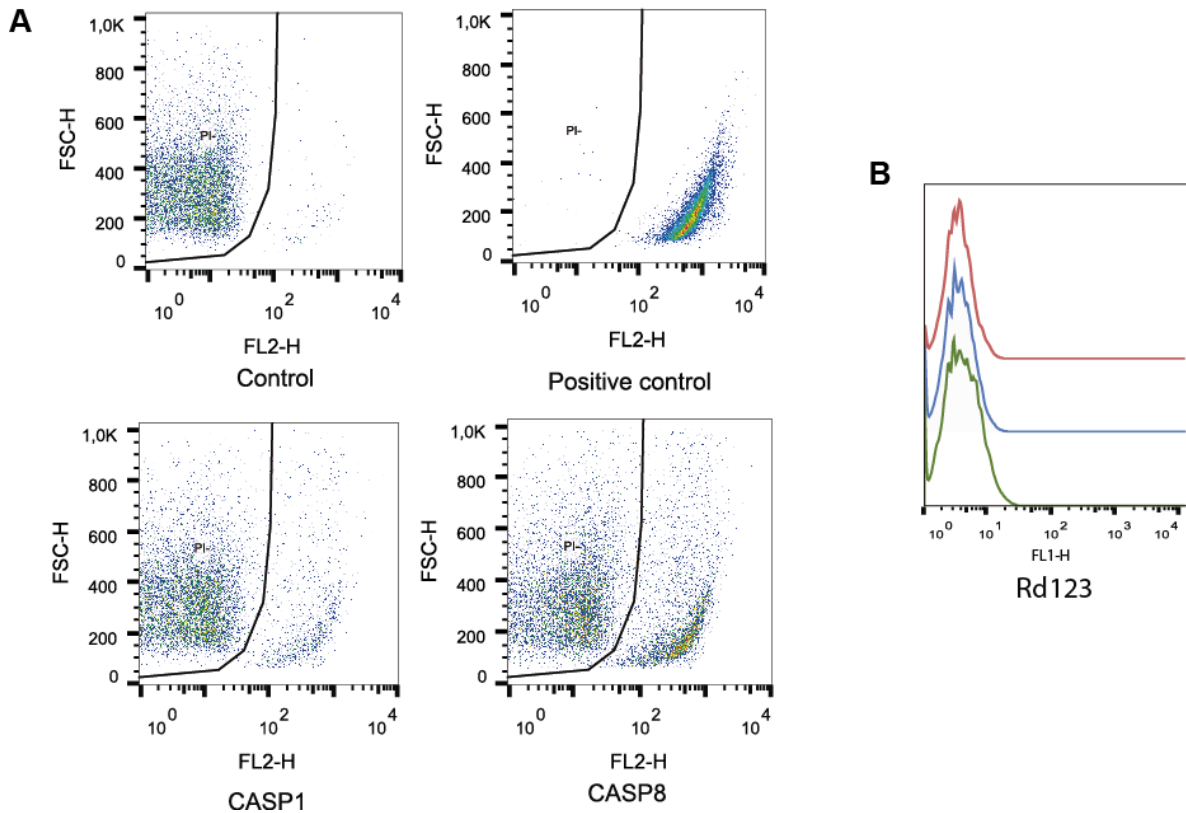 A
1,0K
800
600
400
200
0
FSC-H
PI-
10^0 10^2 10^4
FL2-H
Control
1,0K
800
600
400
200
0
FSC-H
PI-
10^0 10^2 10^4
FL2-H
Positive control
B
10^0 10^1 10^2 10^3 10^4
FL1-H
Rd123
1,0K
800
600
400
200
0
FSC-H
PI-
10^0 10^2 10^4
FL2-H
CASP1
1,0K
800
600
400
200
0
FSC-H
PI-
10^0 10^2 10^4
FL2-H
CASP8